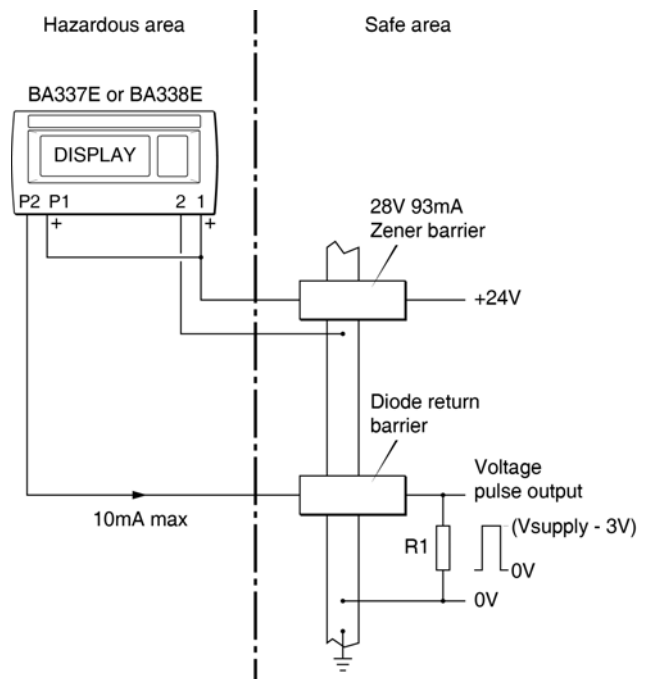 Hazardous area
Safe area
BA337E or BA338E
DISPLAY
P2 P1 2 1
+ +
28V 93mA
Zener barrier
+24V
Diode return
barrier
Voltage
pulse output
10mA max
R1
(Vsupply - 3V)
0V
0V